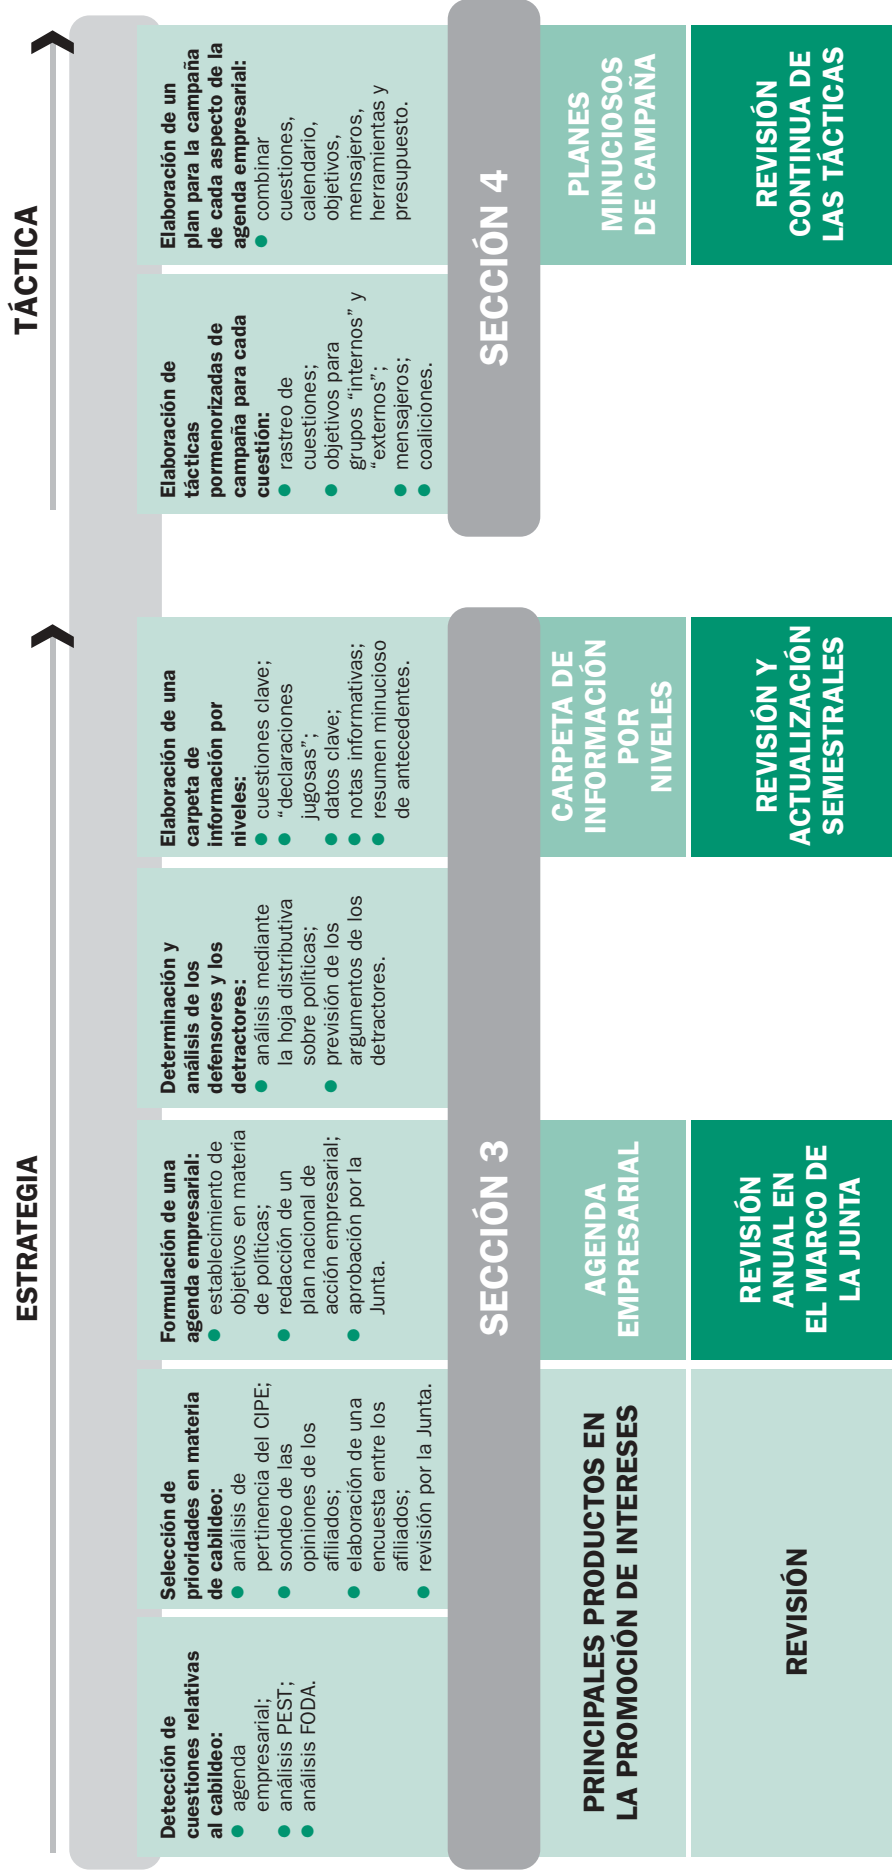 ESTRATEGIA
TÁCTICA
Detección de
cuestiones relativas
al cabildeo:
● agenda
empresarial;
● análisis PEST;
● análisis FODA.
Selección de
prioridades en materia
de cabildeo:
● análisis de
pertinencia del CIPE;
● sondeo de las
opiniones de los
afiliados;
● elaboración de una
encuesta entre los
afiliados;
● revisión por la Junta.
Formulación de una
agenda empresarial:
● establecimiento de
objetivos en materia
de políticas;
● redacción de un
plan nacional de
acción empresarial;
● aprobación por la
Junta.
Determinación y
análisis de los
defensores y los
detractores:
● análisis mediante
la hoja distributiva
sobre políticas;
● previsión de los
argumentos de los
detractores.
Elaboración de una
carpeta de
información por
niveles:
● cuestiones clave;
● “declaraciones
jugosas”;
● datos clave;
● notas informativas;
● resumen minucioso
de antecedentes.
Elaboración de
tácticas
pormenorizadas de
campaña para cada
cuestión:
● rastreo de
cuestiones;
● objetivos para
grupos “internos” y
“externos”;
● mensajeros;
● coaliciones.
Elaboración de un
plan para la campaña
de cada aspecto de la
agenda empresarial:
● combinar
cuestiones,
calendario,
objetivos,
mensajeros,
herramientas y
presupuesto.
SECCIÓN 3
SECCIÓN 4
PRINCIPALES PRODUCTOS EN
LA PROMOCIÓN DE INTERESES
AGENDA
EMPRESARIAL
CARPETA DE
INFORMACIÓN
POR
NIVELES
PLANES
MINUCIOSOS
DE CAMPAÑA
REVISIÓN
REVISIÓN
ANUAL EN
EL MARCO DE
LA JUNTA
REVISIÓN Y
ACTUALIZACIÓN
SEMESTRALES
REVISIÓN
CONTINUA DE
LAS TÁCTICAS